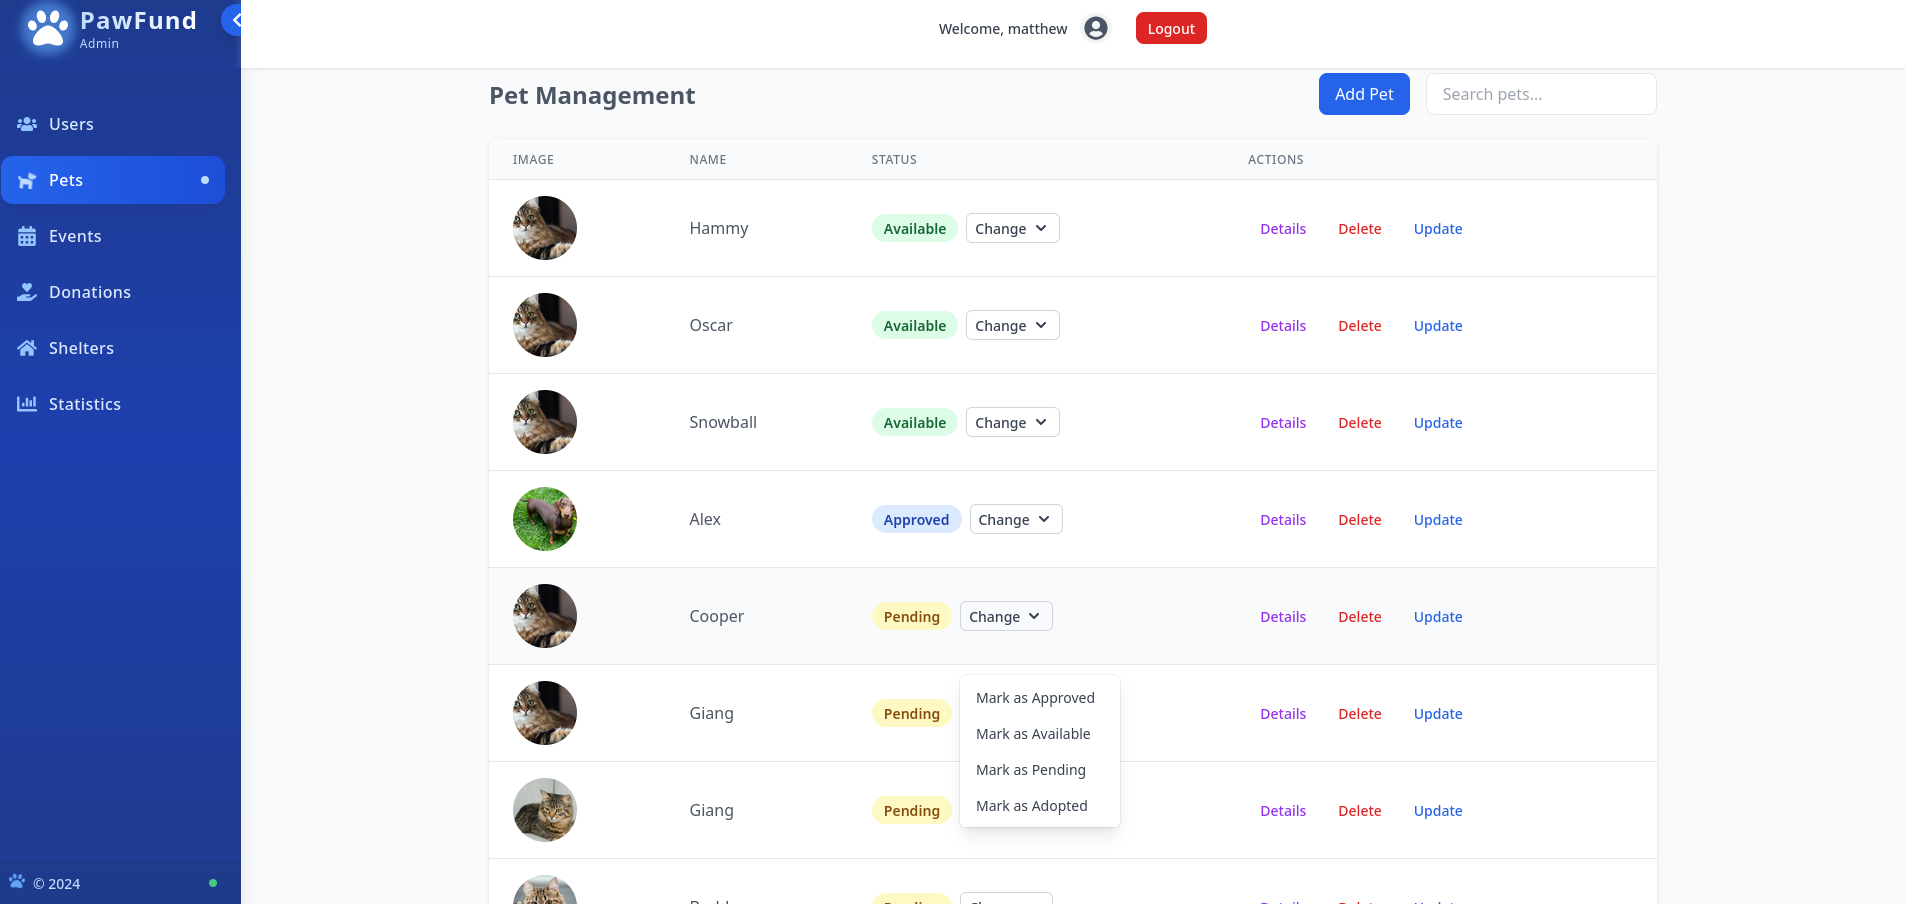 PawFund
Admin
Welcome, matthew
Logout
Users
Pets
Events
Donations
Shelters
Statistics
© 2024
Pet Management
Add Pet
Search pets...
IMAGE NAME STATUS ACTIONS
Hammy Available Change Details Delete Update
Oscar Available Change Details Delete Update
Snowball Available Change Details Delete Update
Alex Approved Change Details Delete Update
Cooper Pending Change Details Delete Update
Giang Pending Details Delete Update
Mark as Approved
Mark as Available
Mark as Pending
Mark as Adopted
Giang Pending Details Delete Update